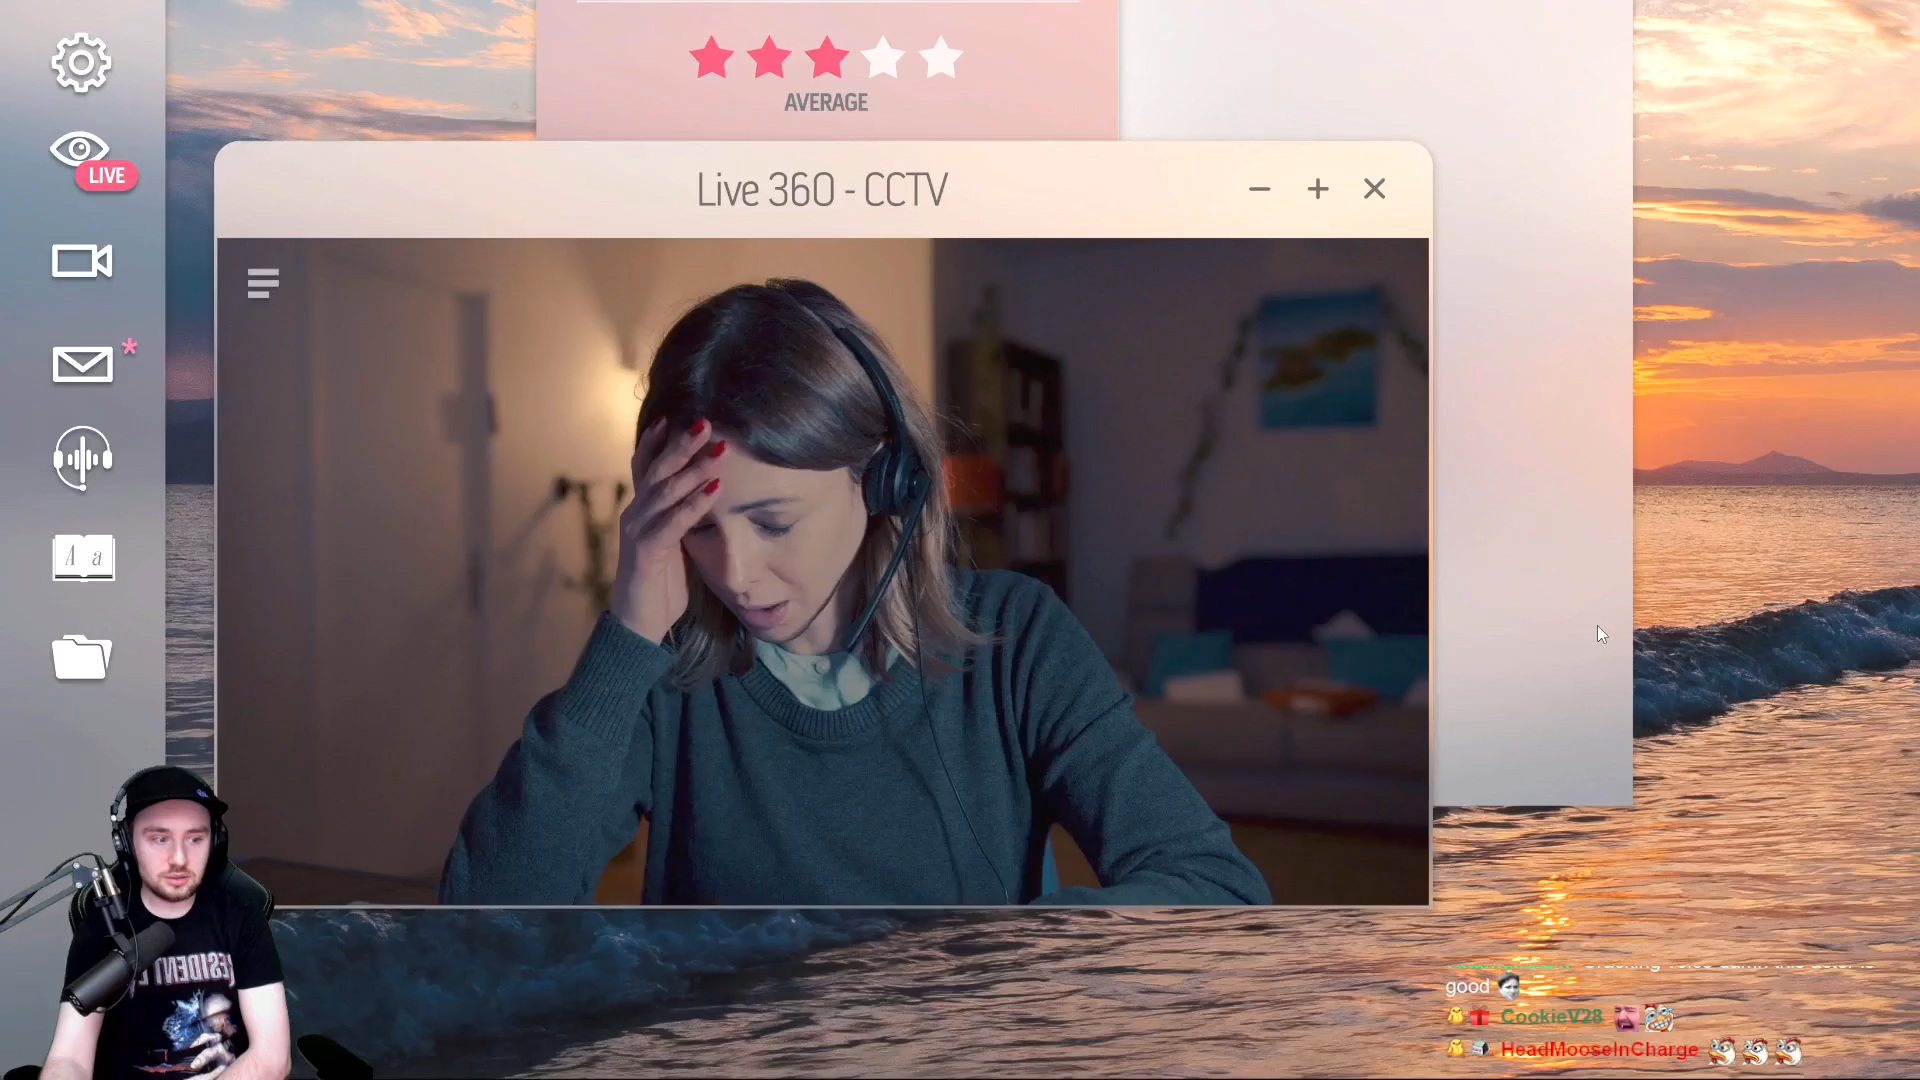 AVERAGE
LIVE
Live 360 - CCTV
A a
good
CookieV28
HeadMooseInCharge